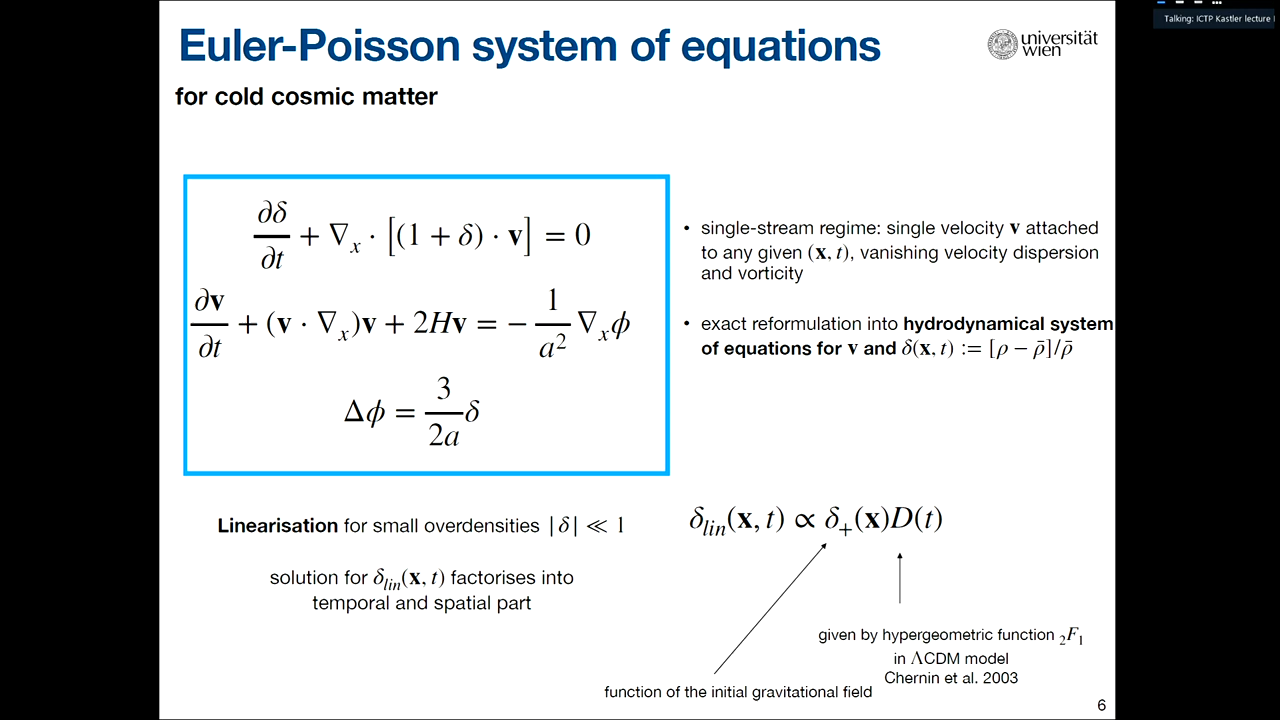 Talking: ICTP Kastler lecture
Euler-Poisson system of equations
universität
wien
for cold cosmic matter
∂δ/∂t + ∇ₓ · [(1 + δ) · v] = 0
∂v/∂t + (v · ∇ₓ)v + 2Hv = − 1/a² ∇ₓϕ
Δϕ = 3/2a δ
• single-stream regime: single velocity v attached
to any given (x, t), vanishing velocity dispersion
and vorticity
• exact reformulation into hydrodynamical system
of equations for v and δ(x, t) := [ρ − ρ̄]/ρ̄
Linearisation for small overdensities |δ| ≪ 1
solution for δ_lin(x, t) factorises into
temporal and spatial part
δ_lin(x, t) ∝ δ₊(x)D(t)
given by hypergeometric function ₂F₁
in ΛCDM model
Chernin et al. 2003
function of the initial gravitational field
6